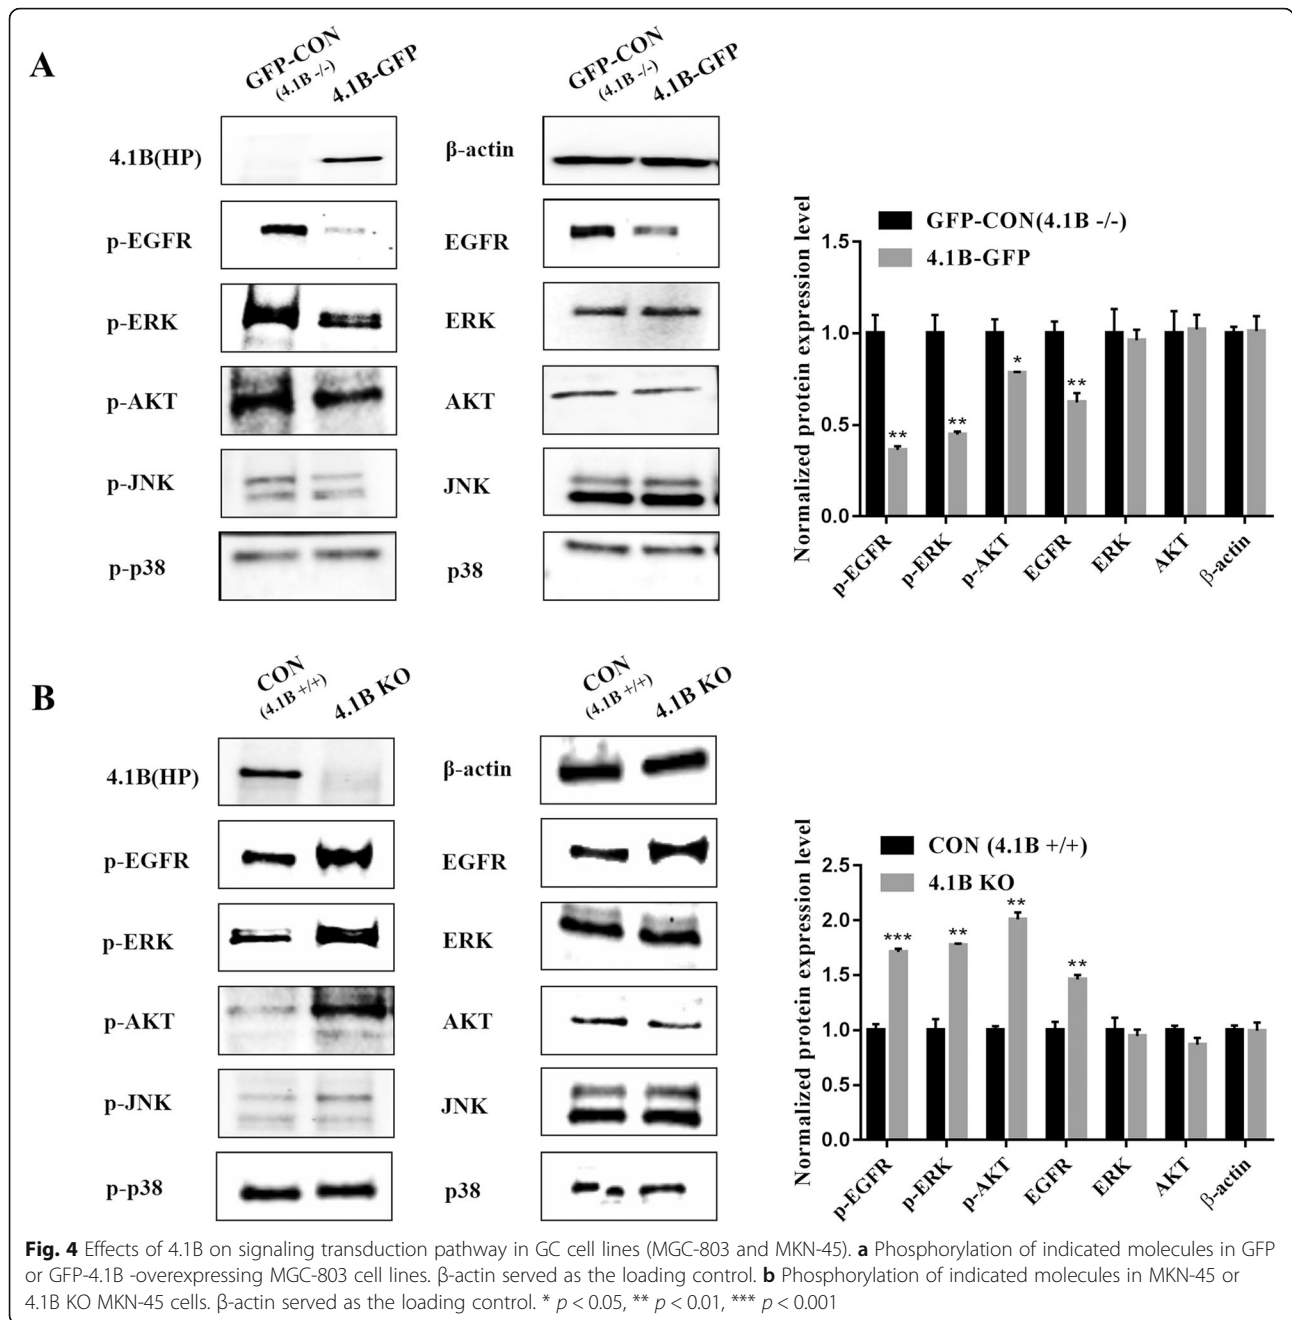 A
GFP-CON
(4.1B -/-)
4.1B-GFP
GFP-CON
(4.1B -/-)
4.1B-GFP
4.1B(HP)
β-actin
p-EGFR
EGFR
p-ERK
ERK
p-AKT
AKT
p-JNK
JNK
p-p38
p38
GFP-CON(4.1B -/-)
4.1B-GFP
Normalized protein expression level
1.5
1.0
0.5
0.0
**
**
*
**
p-EGFR
p-ERK
p-AKT
EGFR
ERK
AKT
β-actin
B
CON
(4.1B +/+)
4.1B KO
CON
(4.1B +/+)
4.1B KO
4.1B(HP)
β-actin
p-EGFR
EGFR
p-ERK
ERK
p-AKT
AKT
p-JNK
JNK
p-p38
p38
CON (4.1B +/+)
4.1B KO
Normalized protein expression level
2.5
2.0
1.5
1.0
0.5
0.0
***
**
**
**
p-EGFR
p-ERK
p-AKT
EGFR
ERK
AKT
β-actin
Fig. 4 Effects of 4.1B on signaling transduction pathway in GC cell lines (MGC-803 and MKN-45). a Phosphorylation of indicated molecules in GFP
or GFP-4.1B -overexpressing MGC-803 cell lines. β-actin served as the loading control. b Phosphorylation of indicated molecules in MKN-45 or
4.1B KO MKN-45 cells. β-actin served as the loading control. * p < 0.05, ** p < 0.01, *** p < 0.001